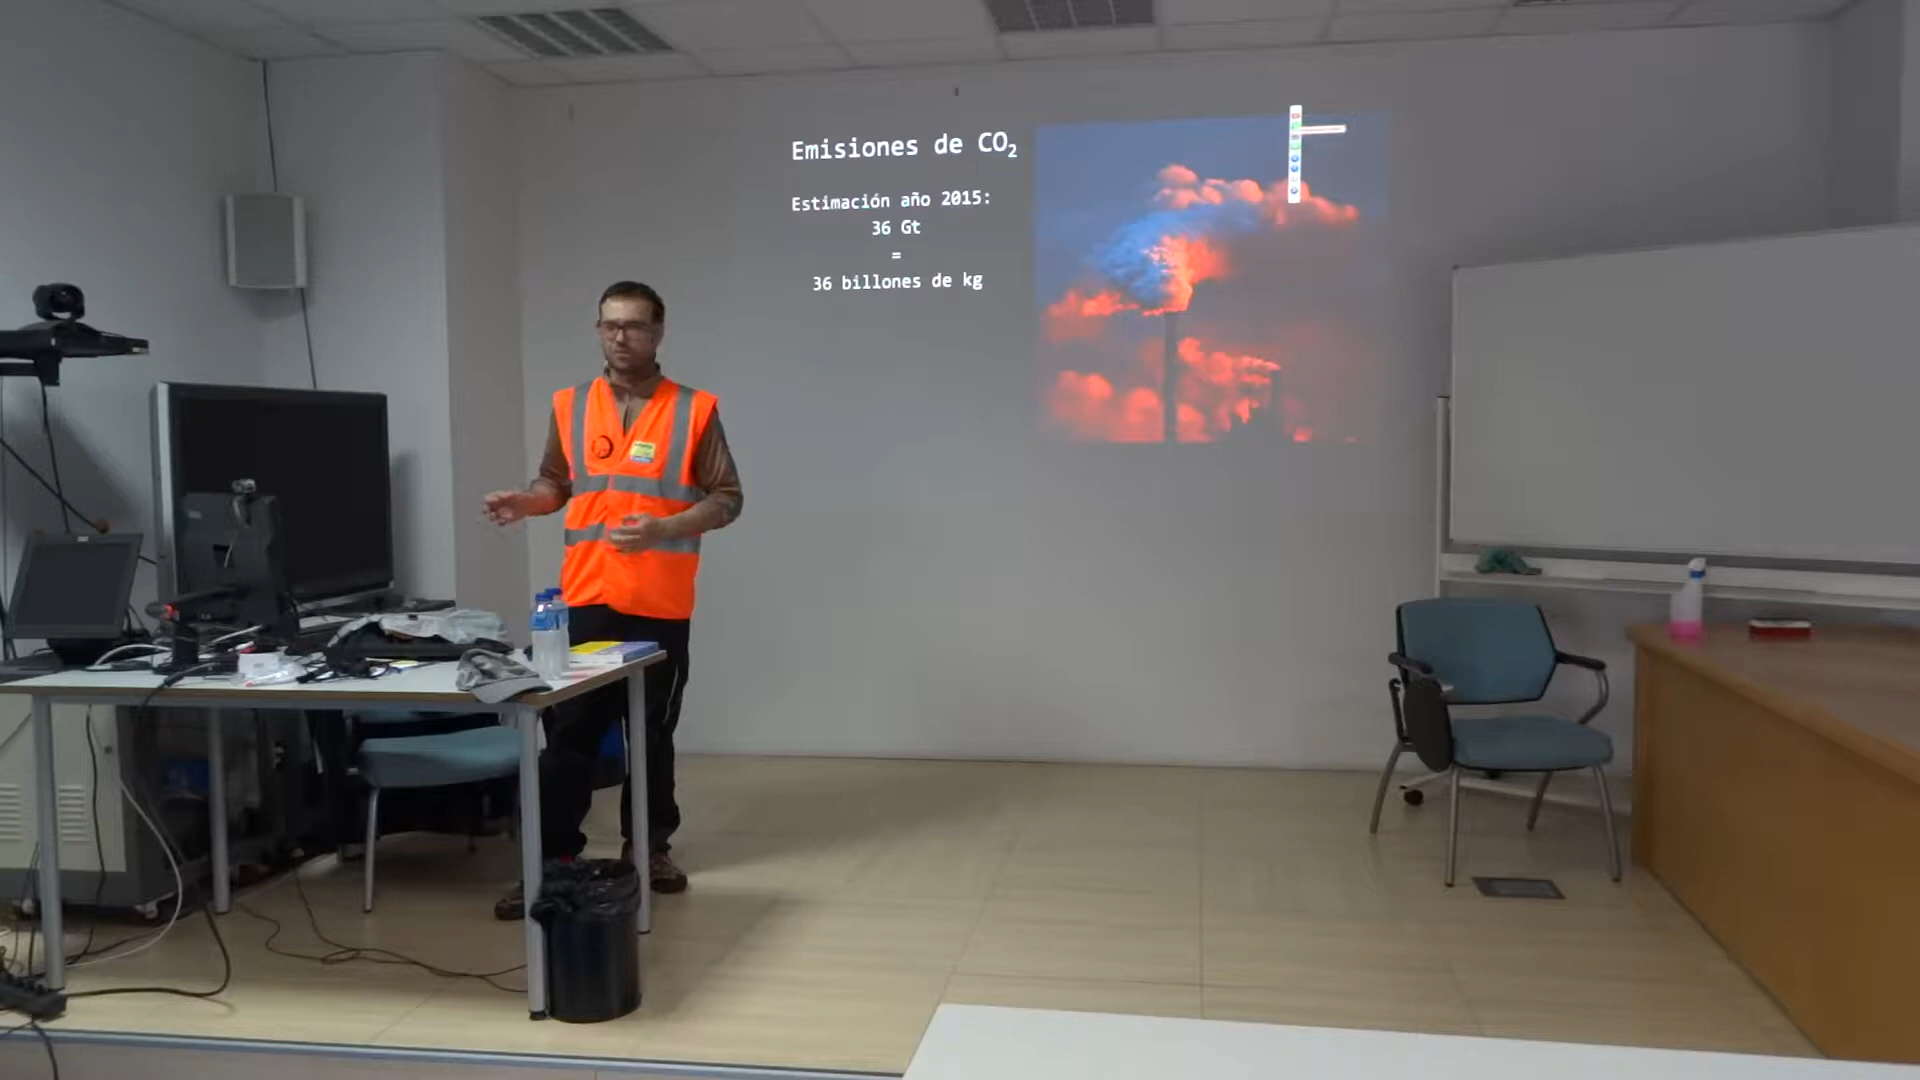 Emisiones de CO₂
Estimación año 2015:
36 Gt
=
36 billones de kg